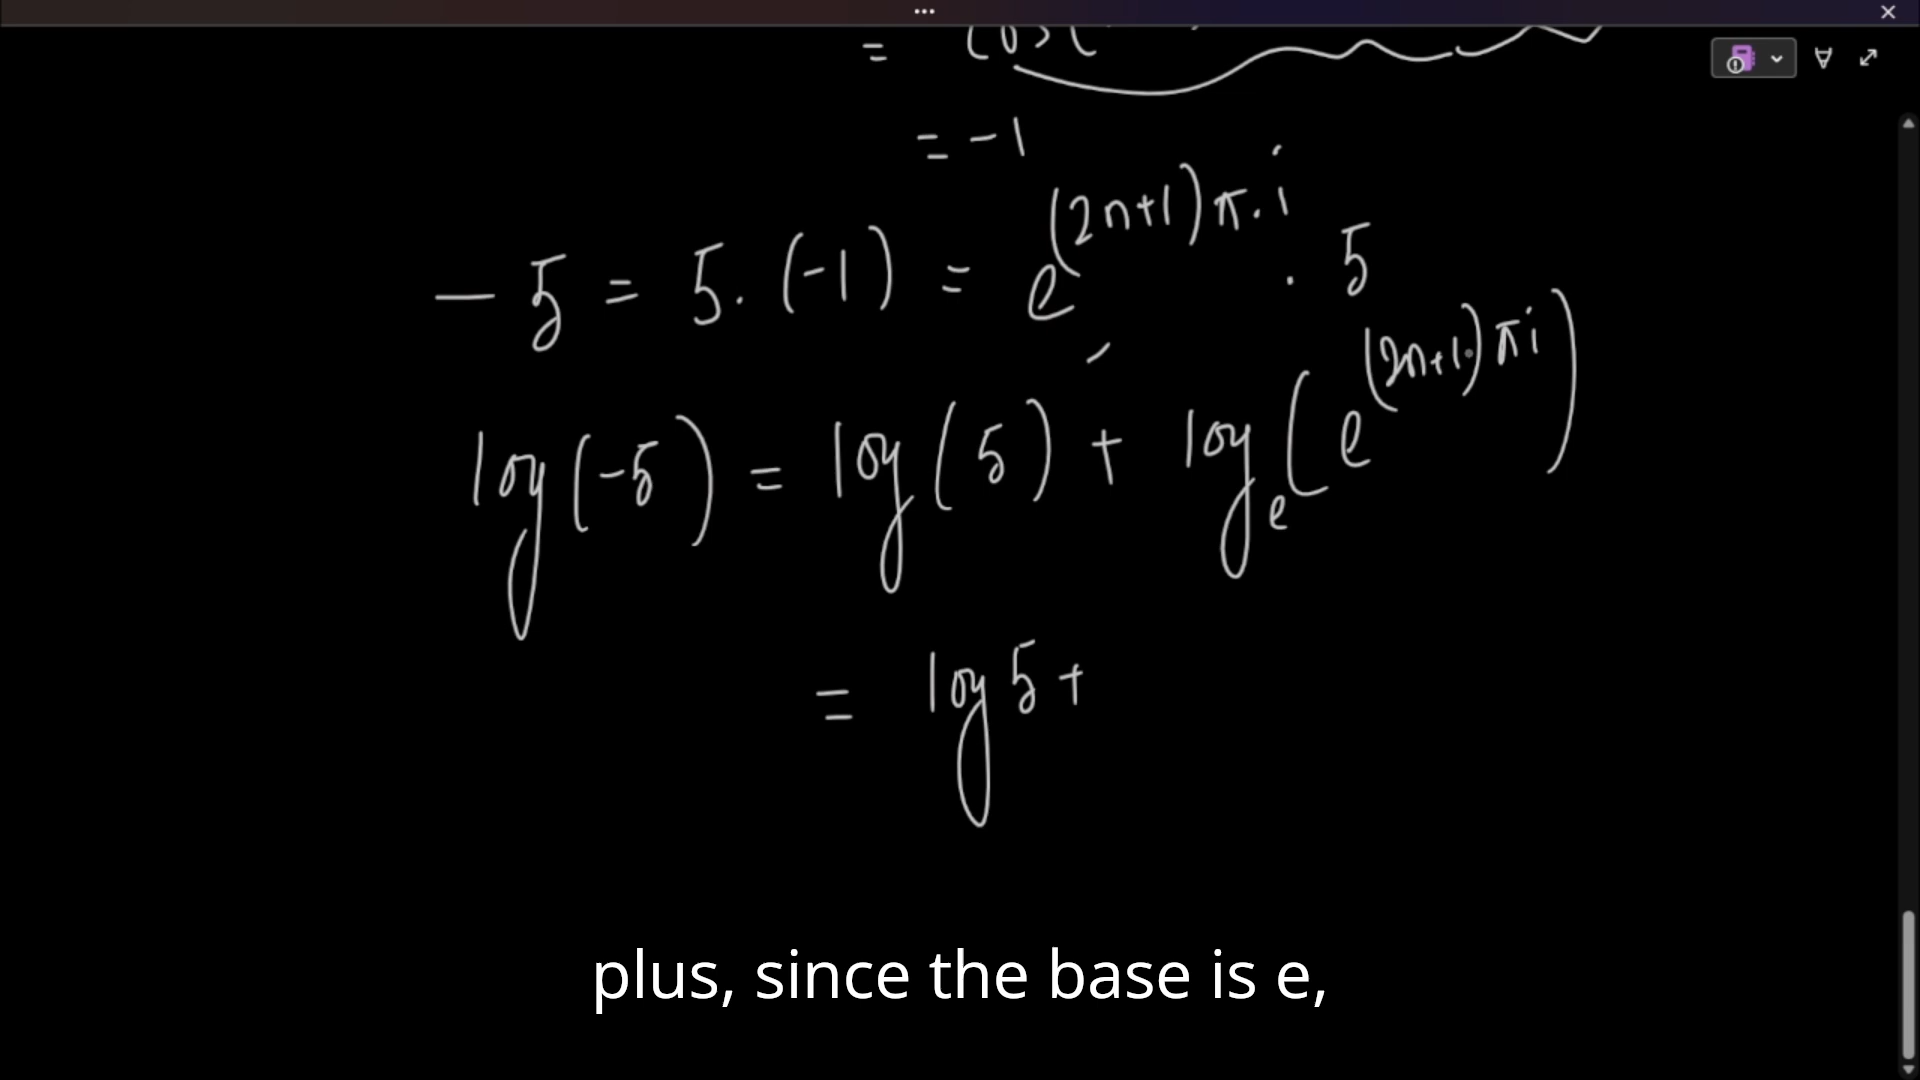 = cos(
= -1
-5 = 5.(-1) = e^{(2n+1)π.i} . 5
log(-5) = log(5) + log_e(e^{(2n+1)πi})
= log 5 +
plus, since the base is e,